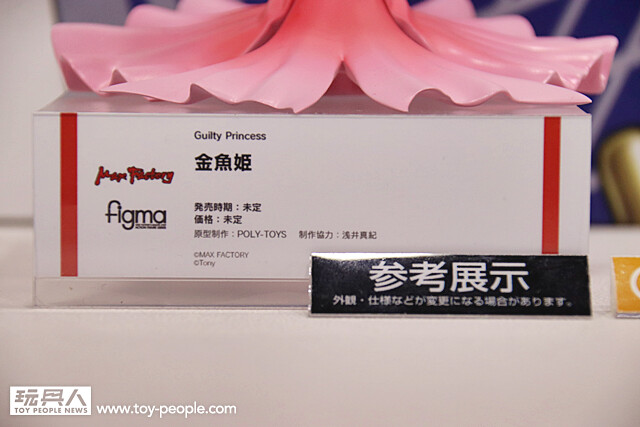 Guilty Princess
金魚姫
Max Factory
figma
発売時期：未定
価格：未定
原型制作：POLY-TOYS　制作協力：浅井真紀
©MAX FACTORY
©Tony
参考展示
外観・仕様などが変更になる場合があります。
玩具人
TOY PEOPLE NEWS
www.toy-people.com